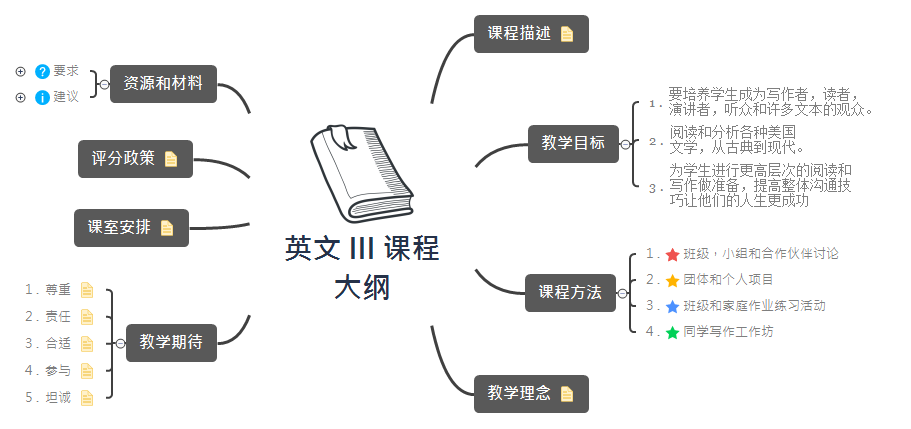 英文 III 课程
大纲
课程描述
教学目标
1. 要培养学生成为写作者，读者，
演讲者，听众和许多文本的观众。
2. 阅读和分析各种美国
文学，从古典到现代。
3. 为学生进行更高层次的阅读和
写作做准备，提高整体沟通技
巧让他们的人生更成功
课程方法
1. 班级，小组和合作伙伴讨论
2. 团体和个人项目
3. 班级和家庭作业练习活动
4. 同学写作工作坊
教学理念
资源和材料
? 要求
i 建议
评分政策
课室安排
教学期待
1. 尊重
2. 责任
3. 合适
4. 参与
5. 坦诚